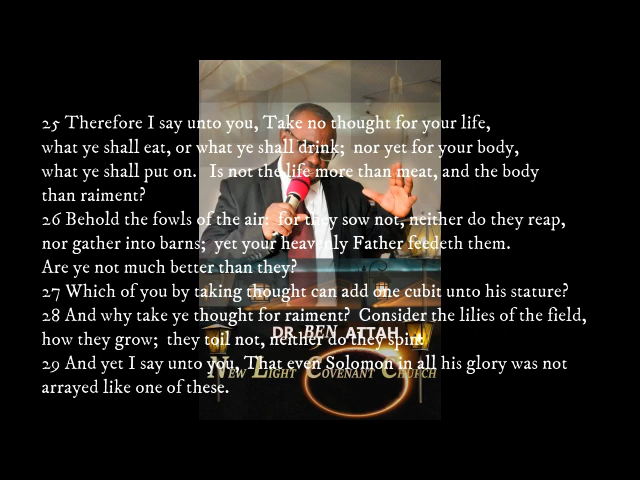 25 Therefore I say unto you, Take no thought for your life,
what ye shall eat, or what ye shall drink; nor yet for your body,
what ye shall put on. Is not the life more than meat, and the body
than raiment?
26 Behold the fowls of the air: for they sow not, neither do they reap,
nor gather into barns; yet your heavenly Father feedeth them.
Are ye not much better than they?
27 Which of you by taking thought can add one cubit unto his stature?
28 And why take ye thought for raiment? Consider the lilies of the field,
how they grow; they toil not, neither do they spin:
DR. BEN ATTAH
29 And yet I say unto you, That even Solomon in all his glory was not
New Light Covenant Church
arrayed like one of these.